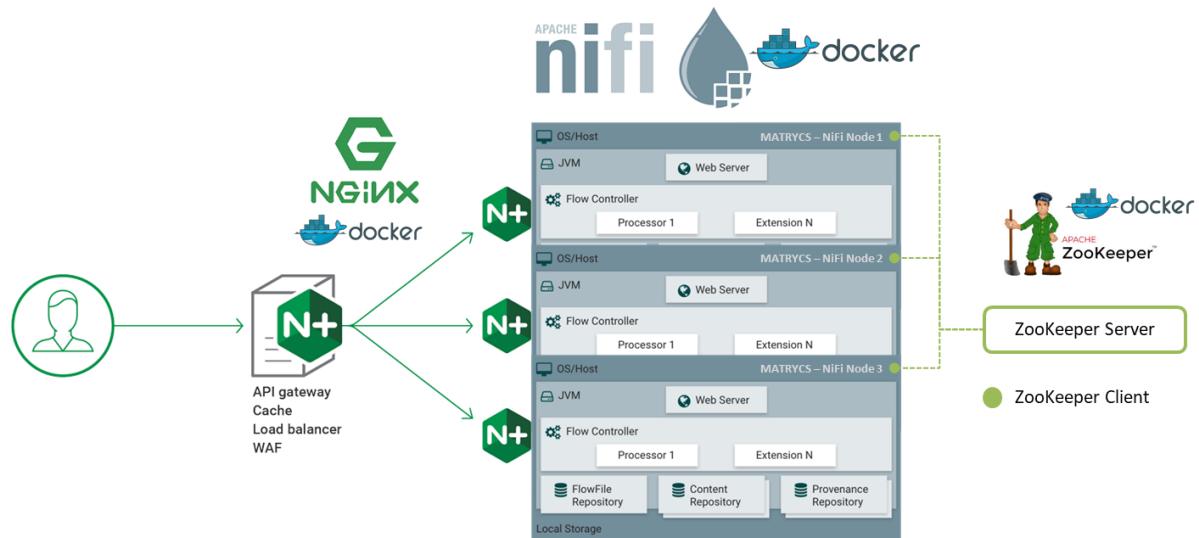 APACHE
nifi
docker
NGiNX
docker
N+
API gateway
Cache
Load balancer
WAF
N+
N+
N+
OS/Host
MATRYCS – NiFi Node 1
JVM
Web Server
Flow Controller
Processor 1
Extension N
OS/Host
MATRYCS – NiFi Node 2
JVM
Web Server
Flow Controller
Processor 1
Extension N
OS/Host
MATRYCS – NiFi Node 3
JVM
Web Server
Flow Controller
Processor 1
Extension N
FlowFile
Repository
Content
Repository
Provenance
Repository
Local Storage
docker
APACHE
ZooKeeper™
ZooKeeper Server
ZooKeeper Client